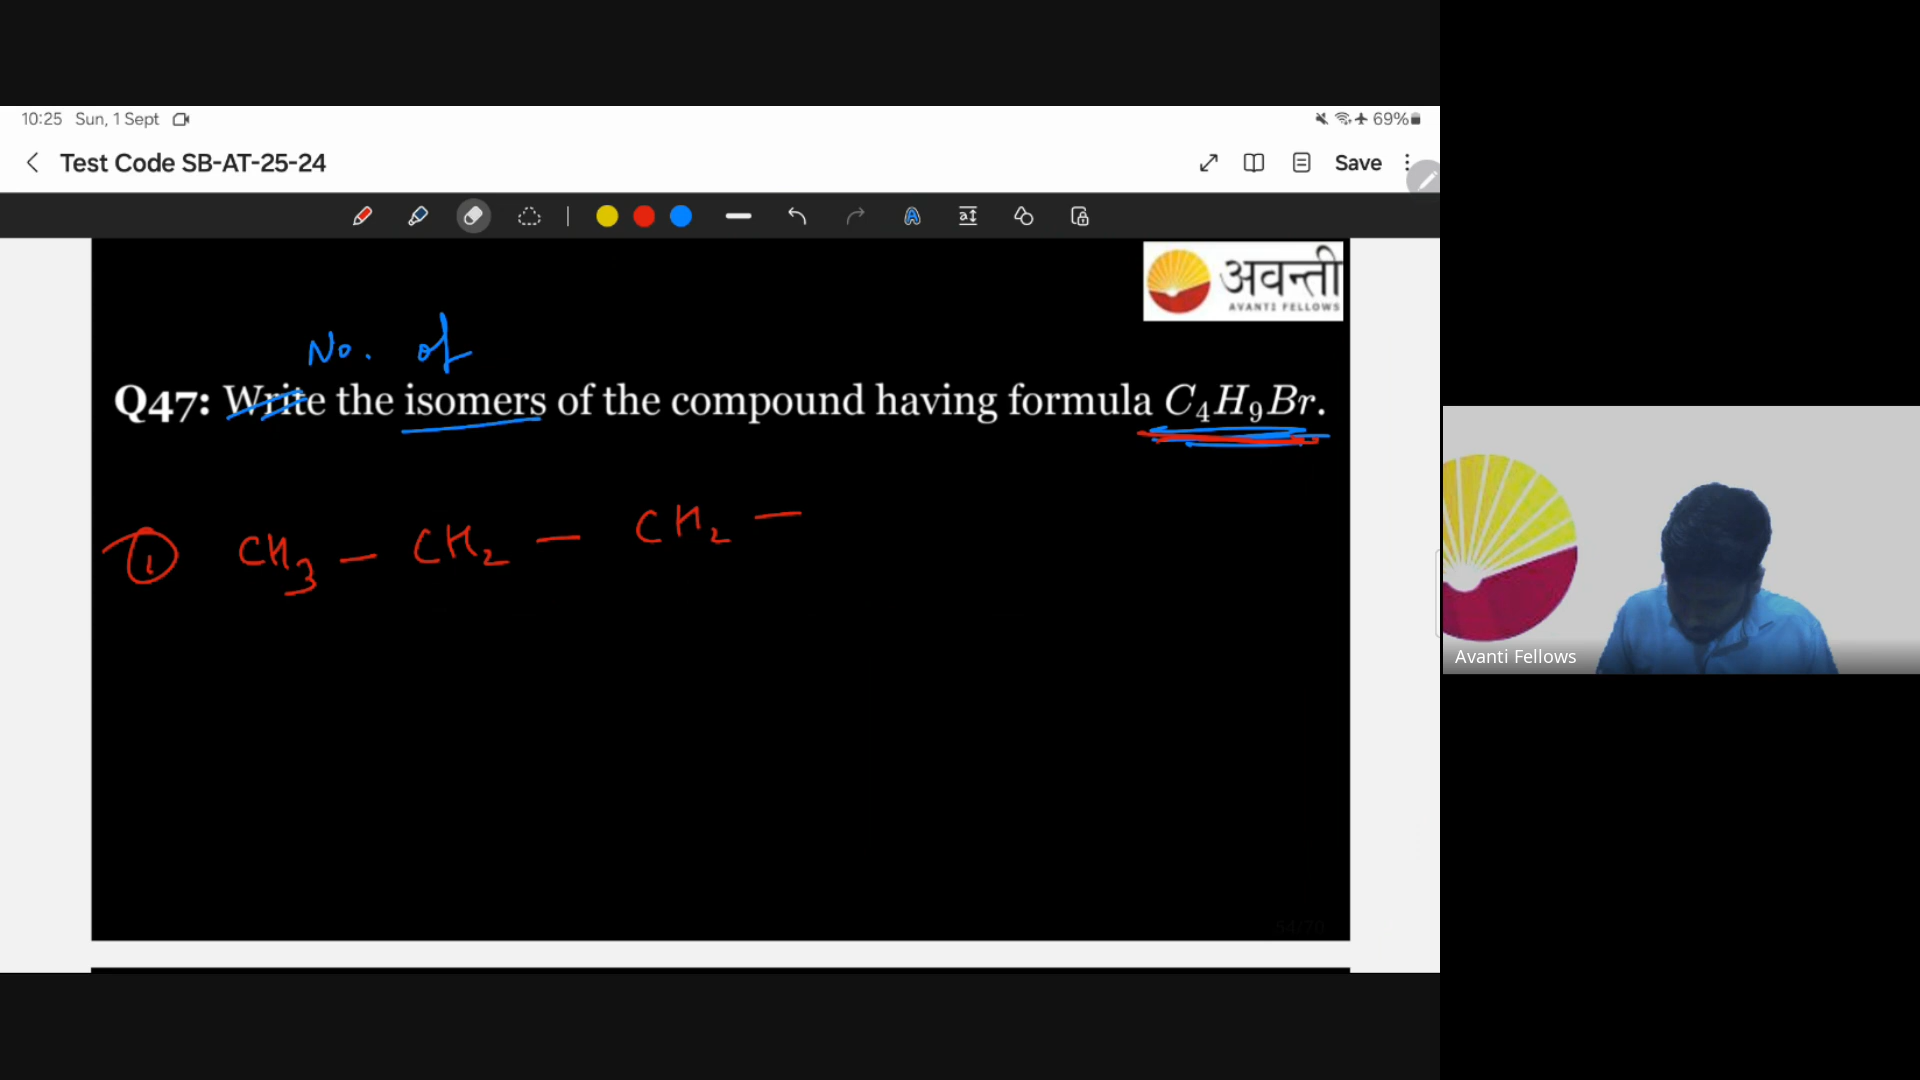 10:25 Sun, 1 Sept 69%
Test Code SB-AT-25-24 Save
अवन्ती
AVANTI FELLOWS
No. of
Q47: Write the isomers of the compound having formula C₄H₉Br.
① CH₃ – CH₂ – CH₂ –
Avanti Fellows